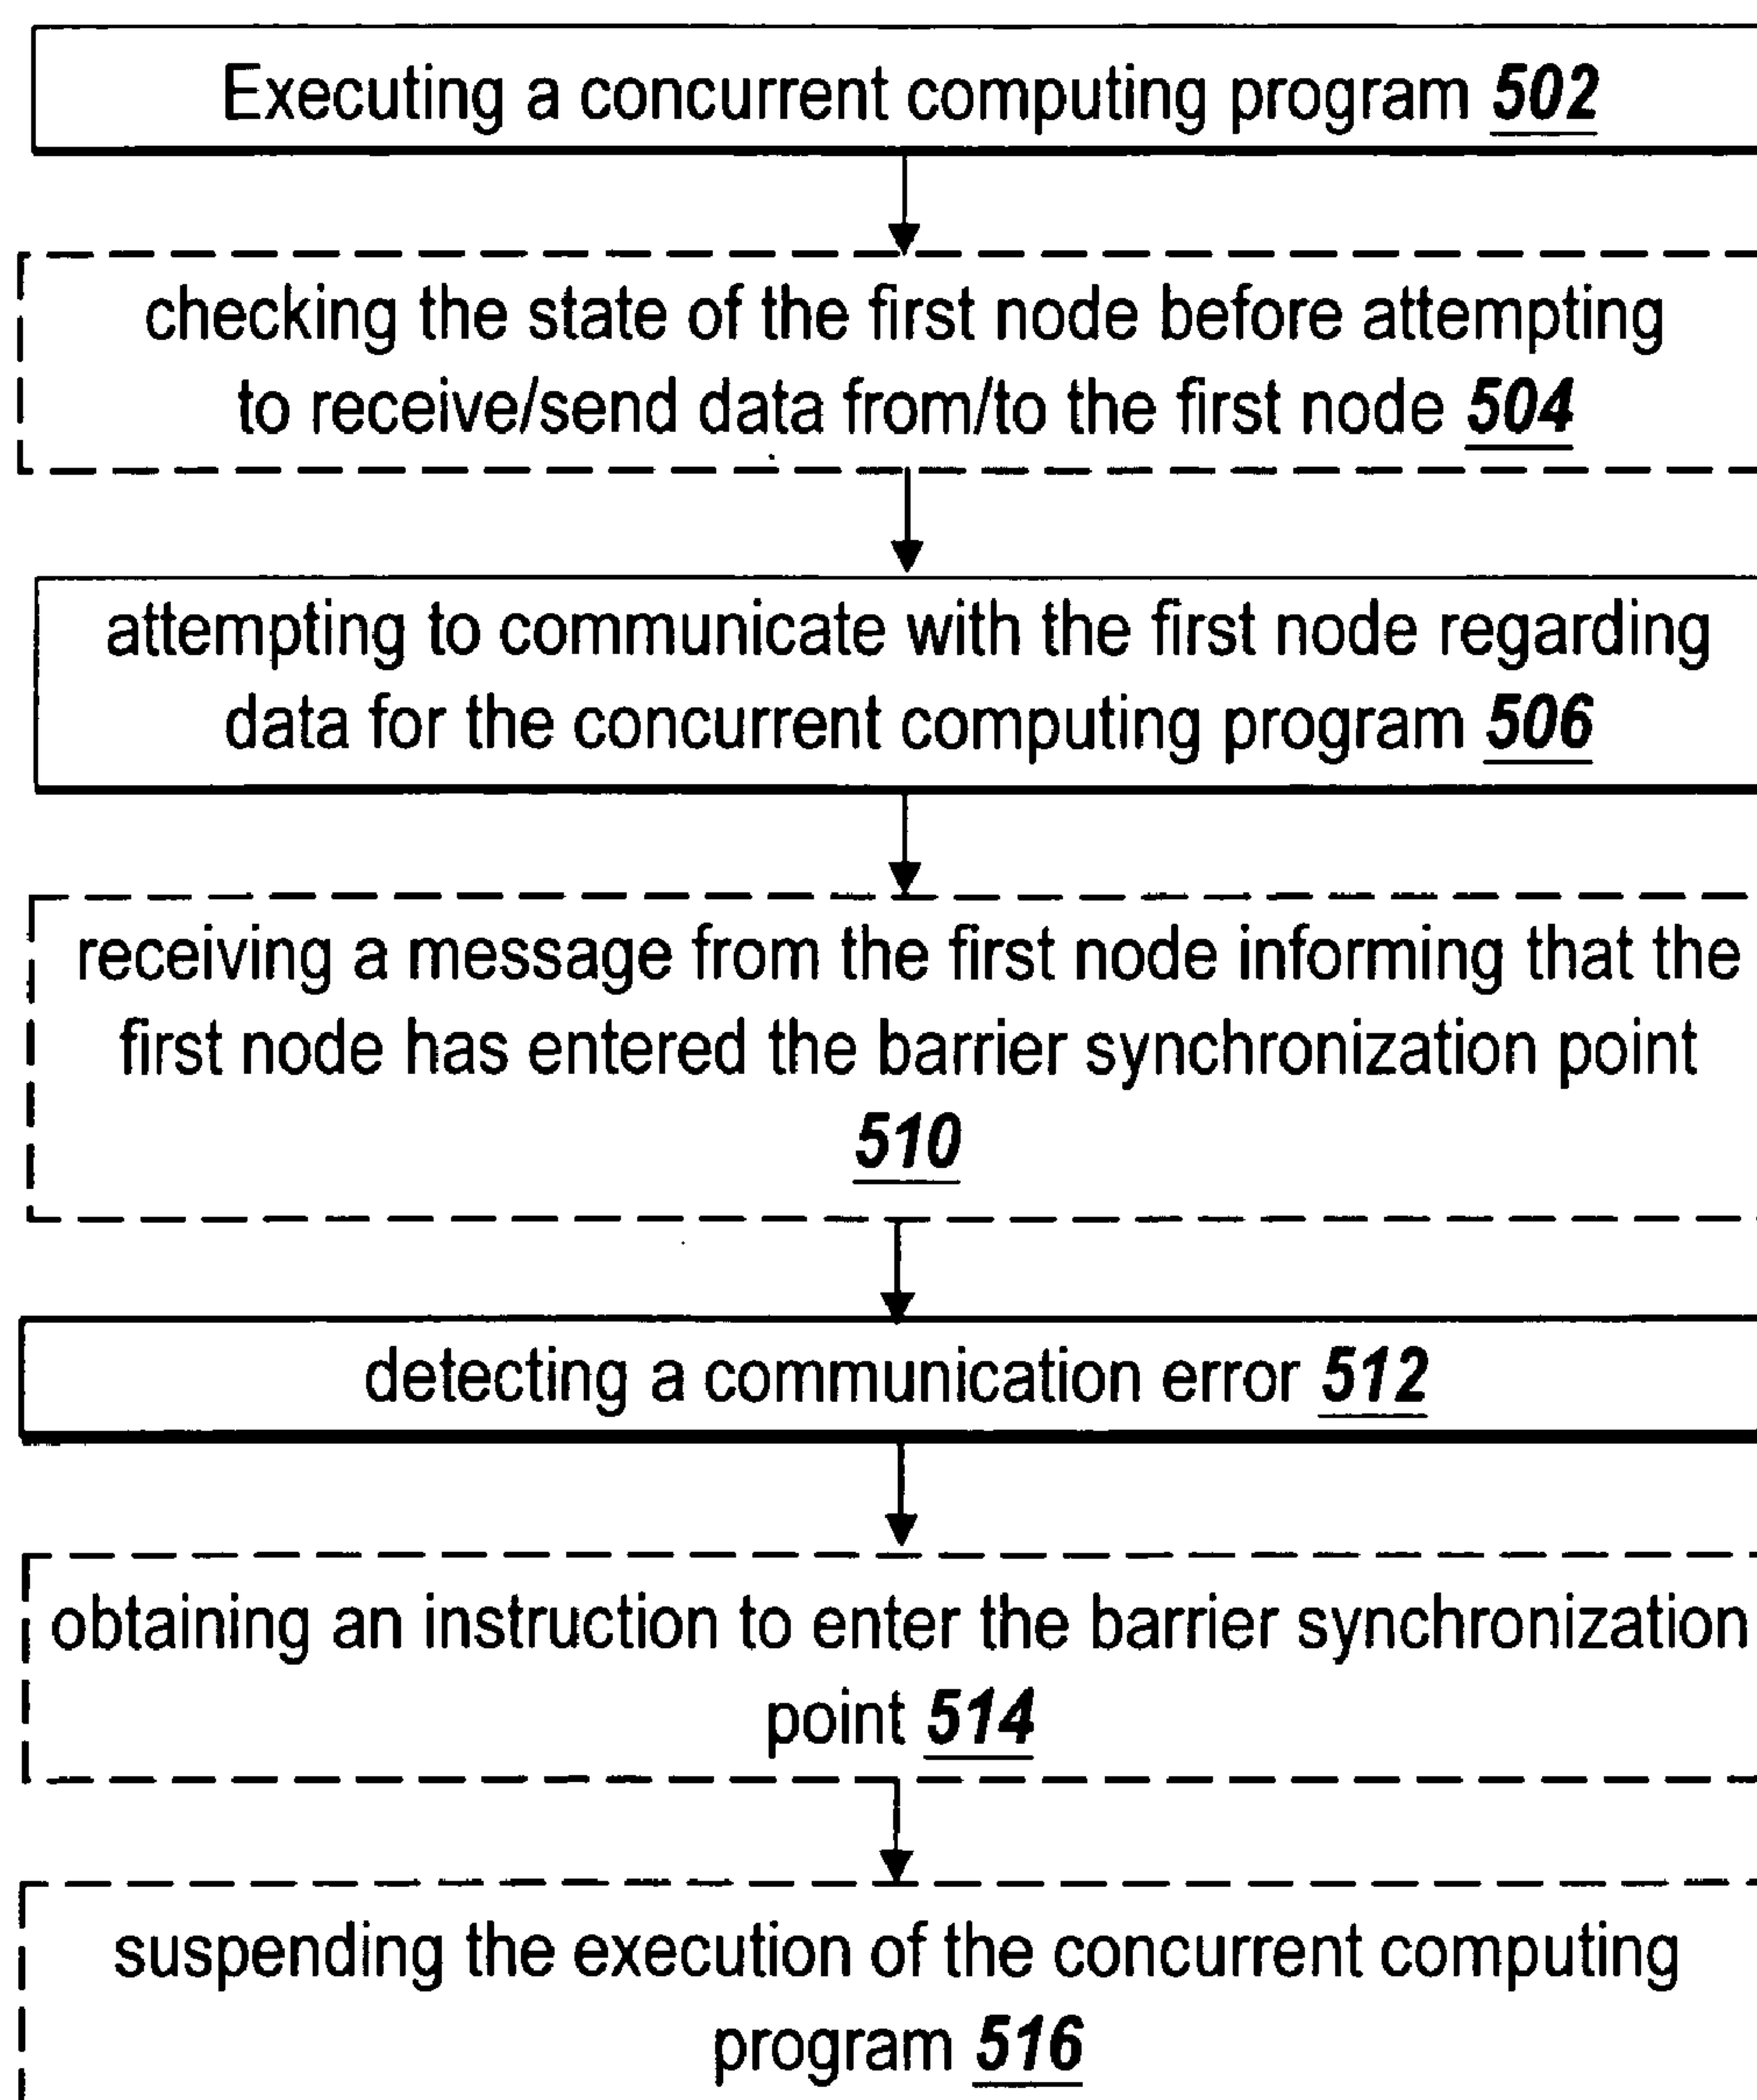 Executing a concurrent computing program 502
checking the state of the first node before attempting
to receive/send data from/to the first node 504
attempting to communicate with the first node regarding
data for the concurrent computing program 506
receiving a message from the first node informing that the
first node has entered the barrier synchronization point
510
detecting a communication error 512
obtaining an instruction to enter the barrier synchronization
point 514
suspending the execution of the concurrent computing
program 516